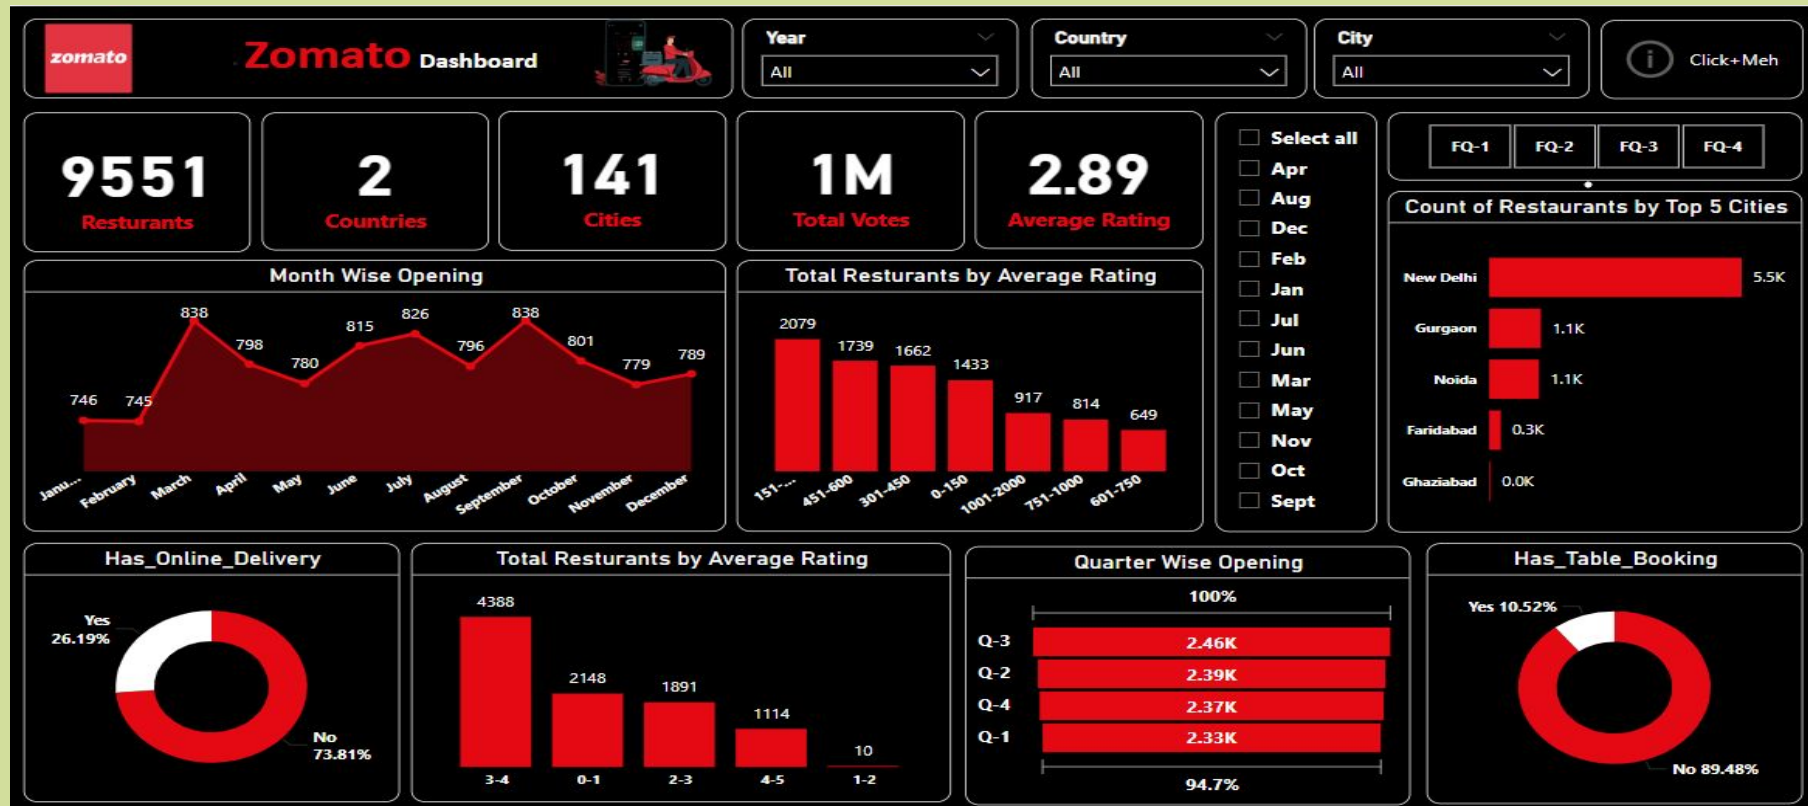 zomato
Zomato Dashboard
Year
All
Country
All
City
All
i
Click+Meh
9551
Resturants
2
Countries
141
Cities
1M
Total Votes
2.89
Average Rating
Select all
Apr
Aug
Dec
Feb
Jan
Jul
Jun
Mar
May
Nov
Oct
Sept
FQ-1
FQ-2
FQ-3
FQ-4
Month Wise Opening
746
745
838
798
780
815
826
796
838
801
779
789
Janu...
February
March
April
May
June
July
August
September
October
November
December
Total Resturants by Average Rating
2079
1739
1662
1433
917
814
649
151-...
451-600
301-450
0-150
1001-2000
751-1000
601-750
Count of Restaurants by Top 5 Cities
New Delhi 5.5K
Gurgaon 1.1K
Noida 1.1K
Faridabad 0.3K
Ghaziabad 0.0K
Has_Online_Delivery
Yes
26.19%
No
73.81%
Total Resturants by Average Rating
4388
2148
1891
1114
10
3-4
0-1
2-3
4-5
1-2
Quarter Wise Opening
100%
Q-3 2.46K
Q-2 2.39K
Q-4 2.37K
Q-1 2.33K
94.7%
Has_Table_Booking
Yes 10.52%
No 89.48%